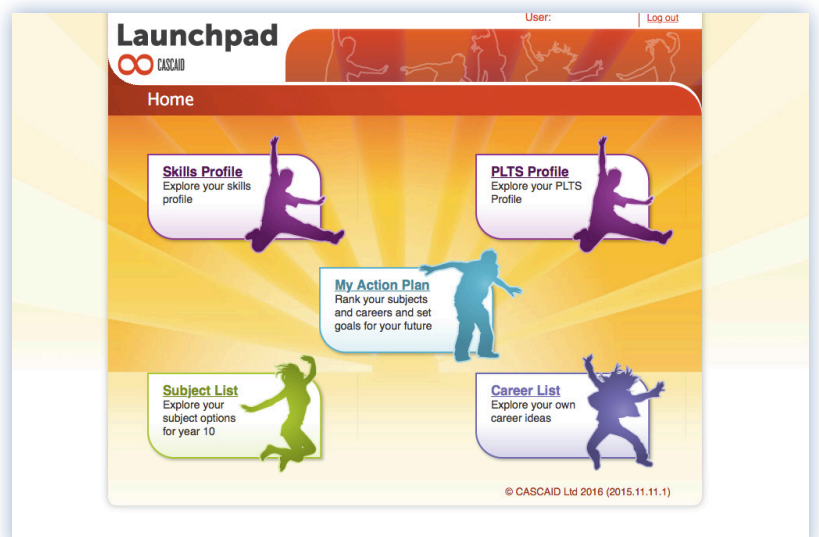 User:
Log out
Launchpad
CASCAID
Home
Skills Profile
Explore your skills
profile
PLTS Profile
Explore your PLTS
Profile
My Action Plan
Rank your subjects
and careers and set
goals for your future
Subject List
Explore your
subject options
for year 10
Career List
Explore your own
career ideas
© CASCAID Ltd 2016 (2015.11.11.1)